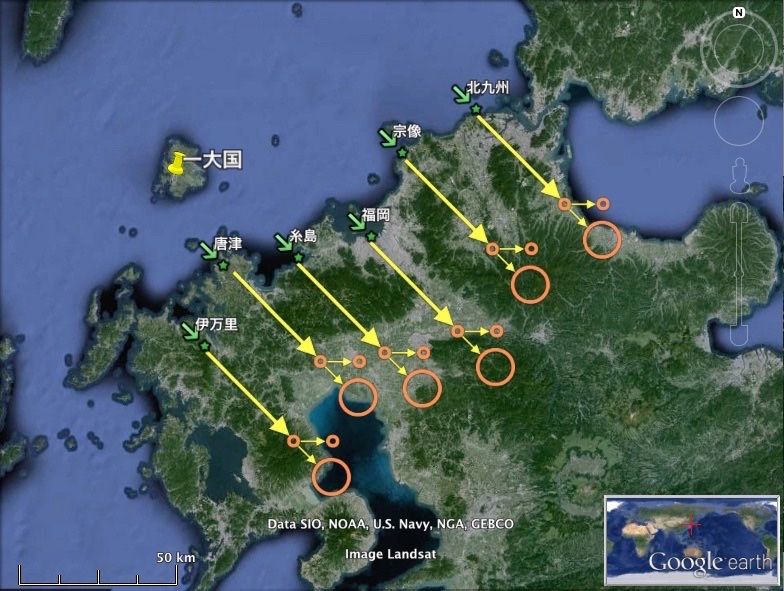 N
北九州
宗像
一大国
福岡
糸島
唐津
伊万里
Data SIO, NOAA, U.S. Navy, NGA, GEBCO
Image Landsat
50 km
Google earth